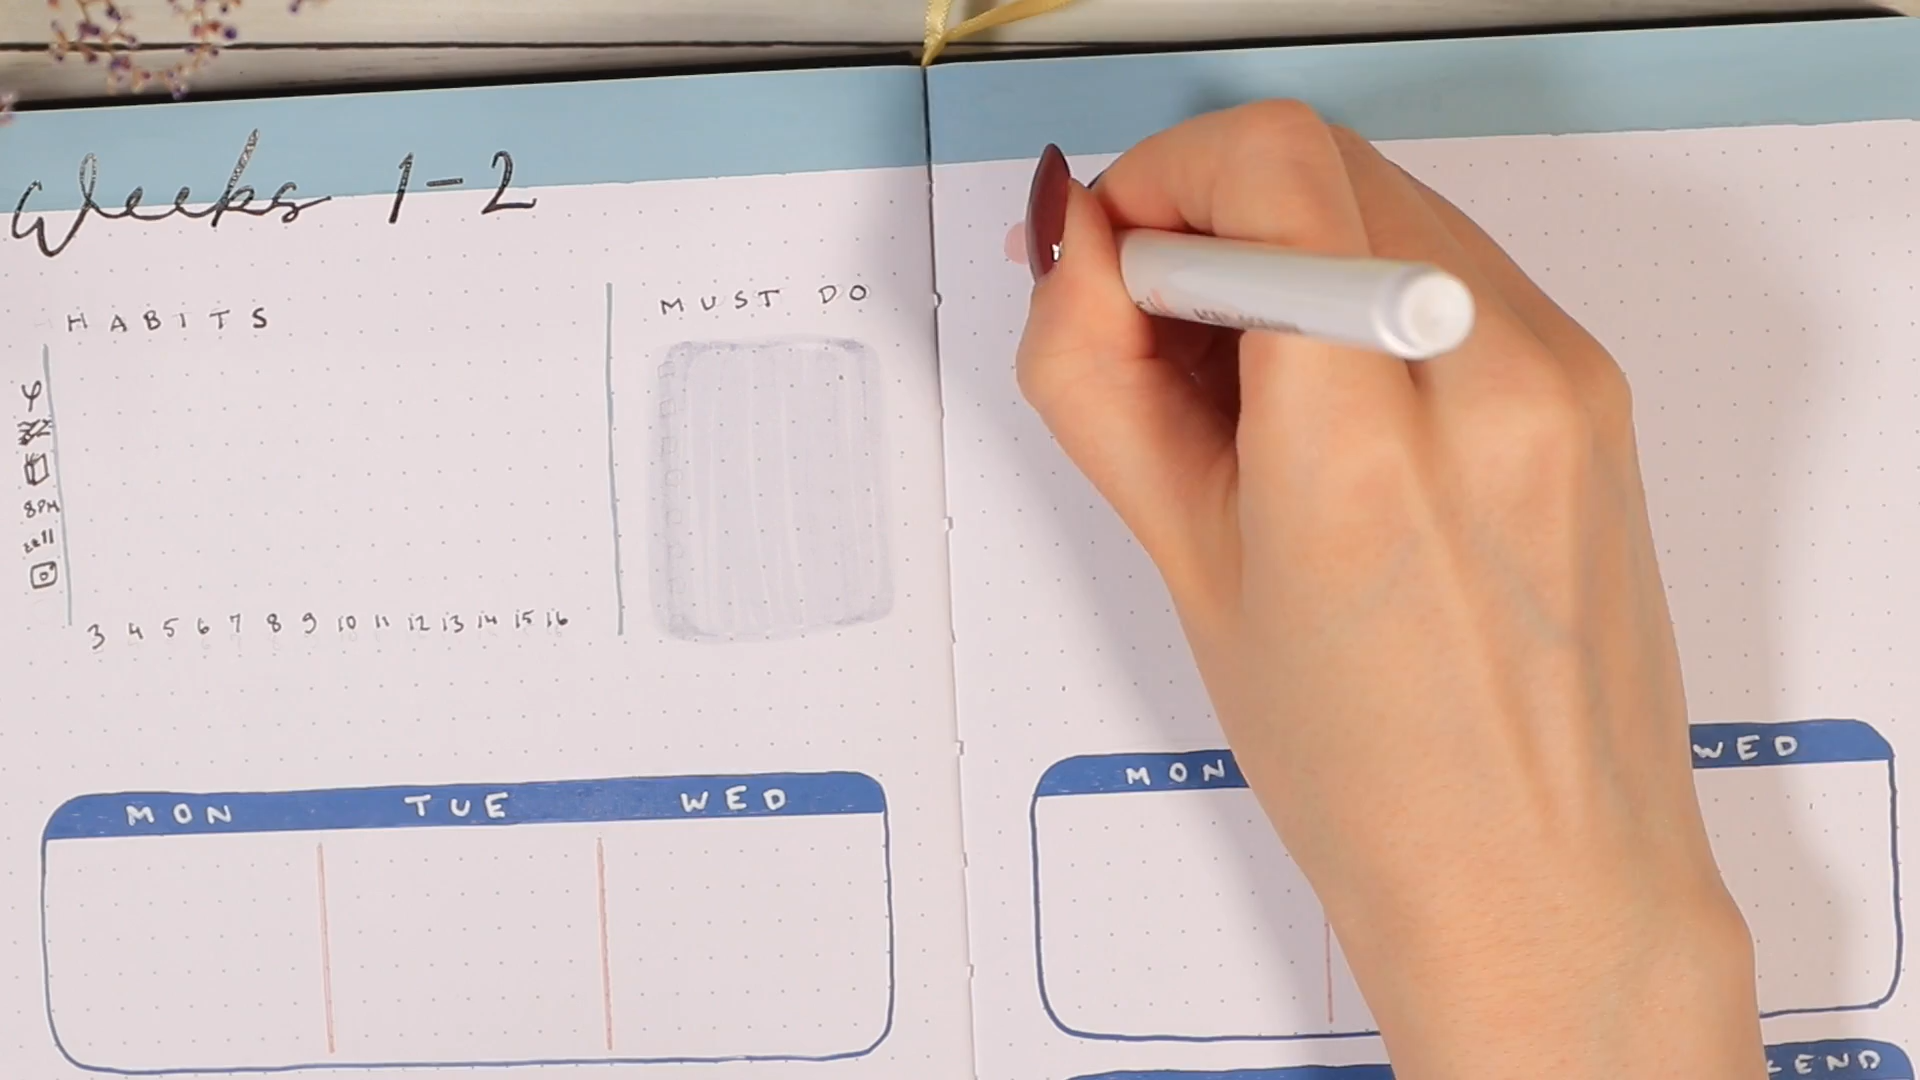 Weeks 1-2
HABITS
MUST DO
8PM
3 4 5 6 7 8 9 10 11 12 13 14 15 16
MON TUE WED
MON WED